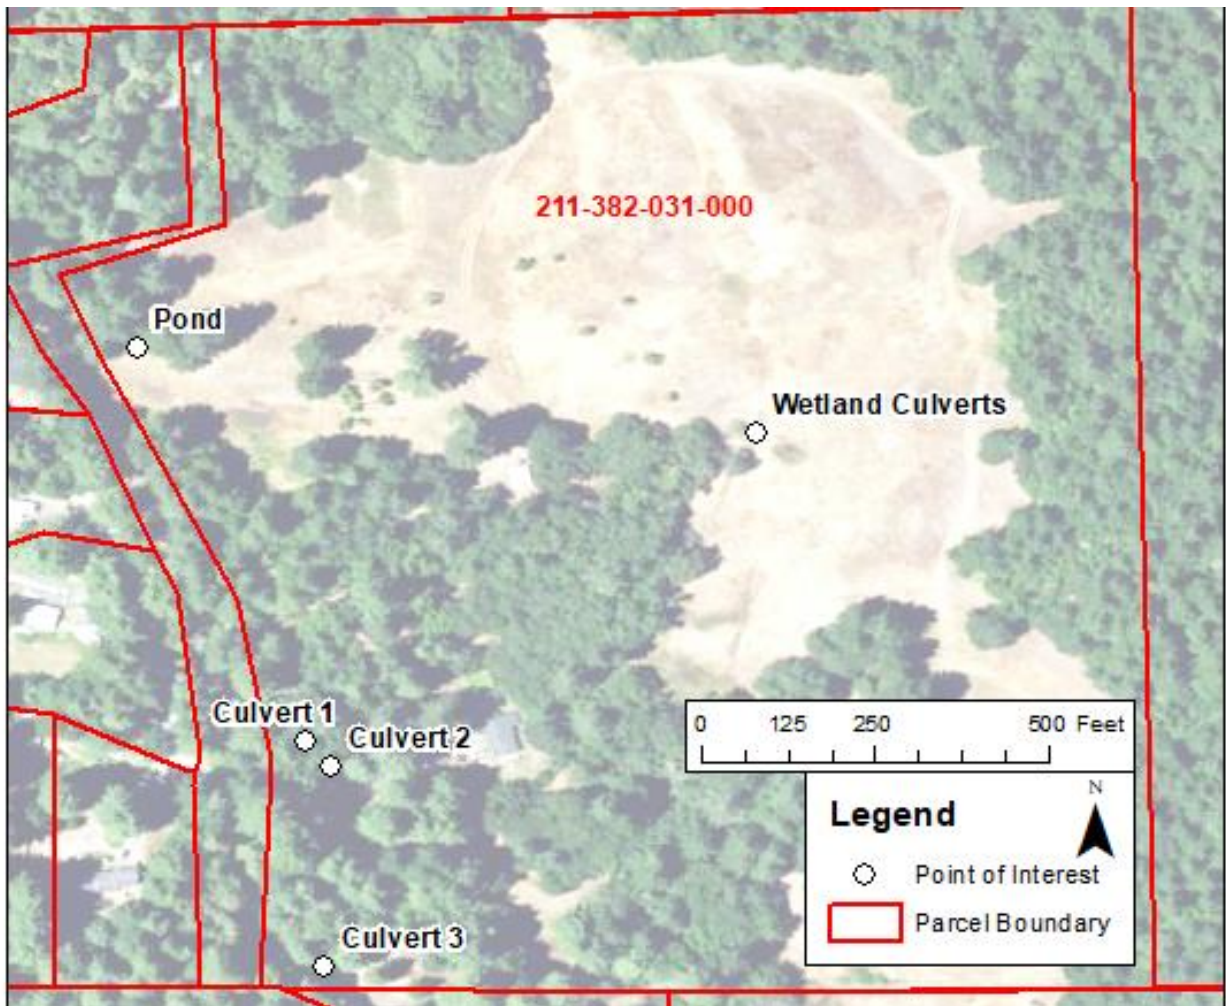 211-382-031-000
Pond
Wetland Culverts
Culvert 1
Culvert 2
0 125 250 500 Feet
N
Legend
Point of Interest
Parcel Boundary
Culvert 3